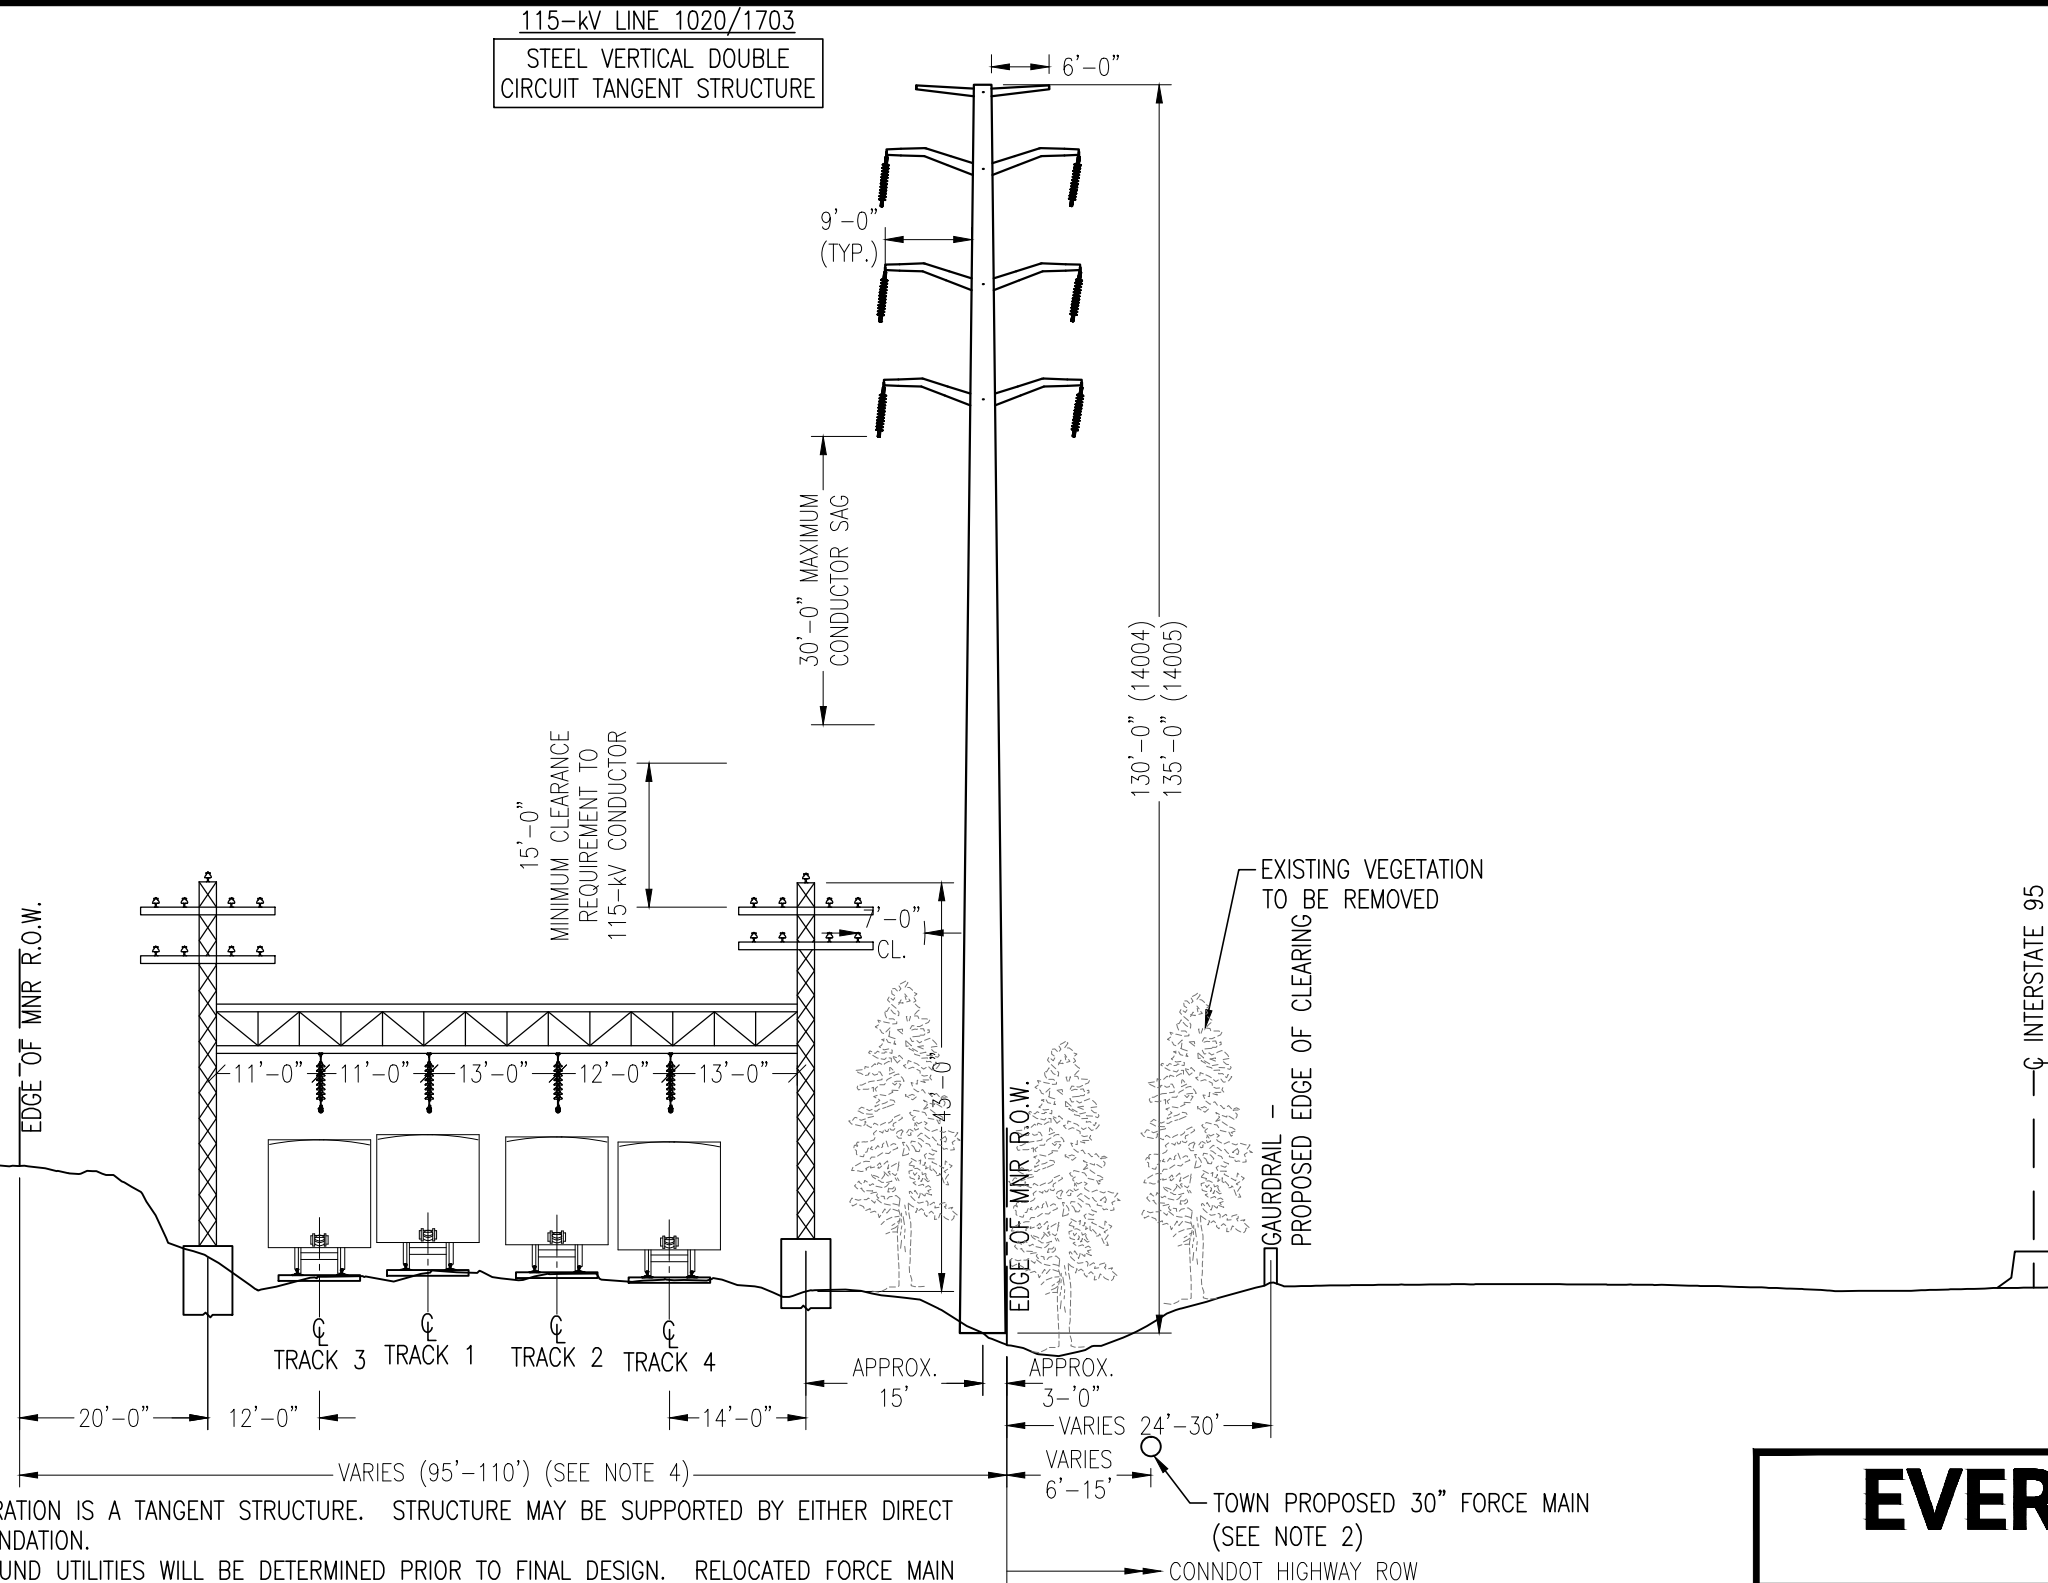 115-kV LINE 1020/1703
STEEL VERTICAL DOUBLE
CIRCUIT TANGENT STRUCTURE
6'-0"
9'-0"
(TYP.)
30'-0" MAXIMUM
CONDUCTOR SAG
130'-0" (14004)
135'-0" (14005)
15'-0"
MINIMUM CLEARANCE
REQUIREMENT TO
115-kV CONDUCTOR
EXISTING VEGETATION
TO BE REMOVED
7'-0"
CL.
43'-0"
EDGE OF MNR R.O.W.
11'-0" 11'-0" 13'-0" 12'-0" 13'-0"
EDGE OF MNR R.O.W.
GAURDRAIL -
PROPOSED EDGE OF CLEARING
℄ INTERSTATE 95
℄
TRACK 3
℄
TRACK 1
℄
TRACK 2
℄
TRACK 4
APPROX.
15'
APPROX.
3-'0"
20'-0" 12'-0" 14'-0"
VARIES 24'-30'
VARIES (95'-110') (SEE NOTE 4)
VARIES
6'-15'
TOWN PROPOSED 30" FORCE MAIN
(SEE NOTE 2)
CONNDOT HIGHWAY ROW
RATION IS A TANGENT STRUCTURE. STRUCTURE MAY BE SUPPORTED BY EITHER DIRECT
NDATION.
UND UTILITIES WILL BE DETERMINED PRIOR TO FINAL DESIGN. RELOCATED FORCE MAIN
EVER